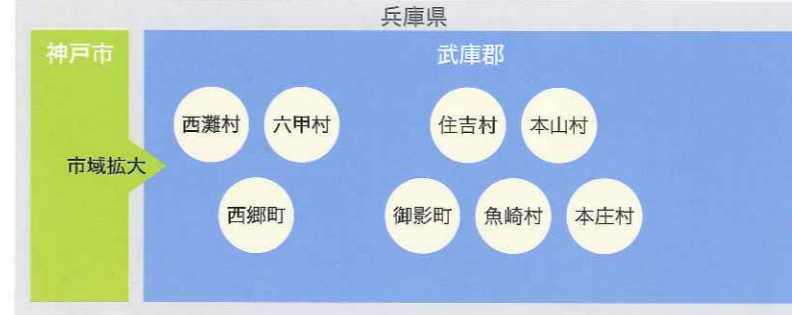 兵庫県
神戸市
武庫郡
西灘村
六甲村
住吉村
本山村
市域拡大
西郷町
御影町
魚崎村
本庄村